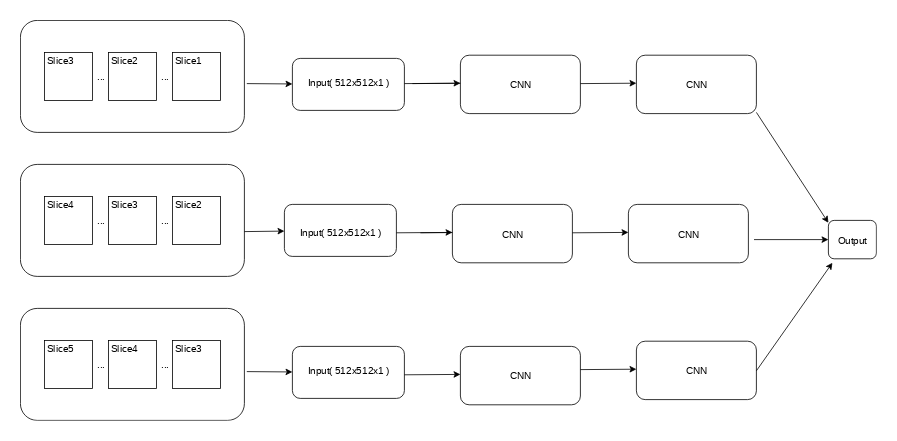 Slice3 ... Slice2 ... Slice1
Input( 512x512x1 )
CNN
CNN
Slice4 ... Slice3 ... Slice2
Input( 512x512x1 )
CNN
CNN
Output
Slice5 ... Slice4 ... Slice3
Input( 512x512x1 )
CNN
CNN